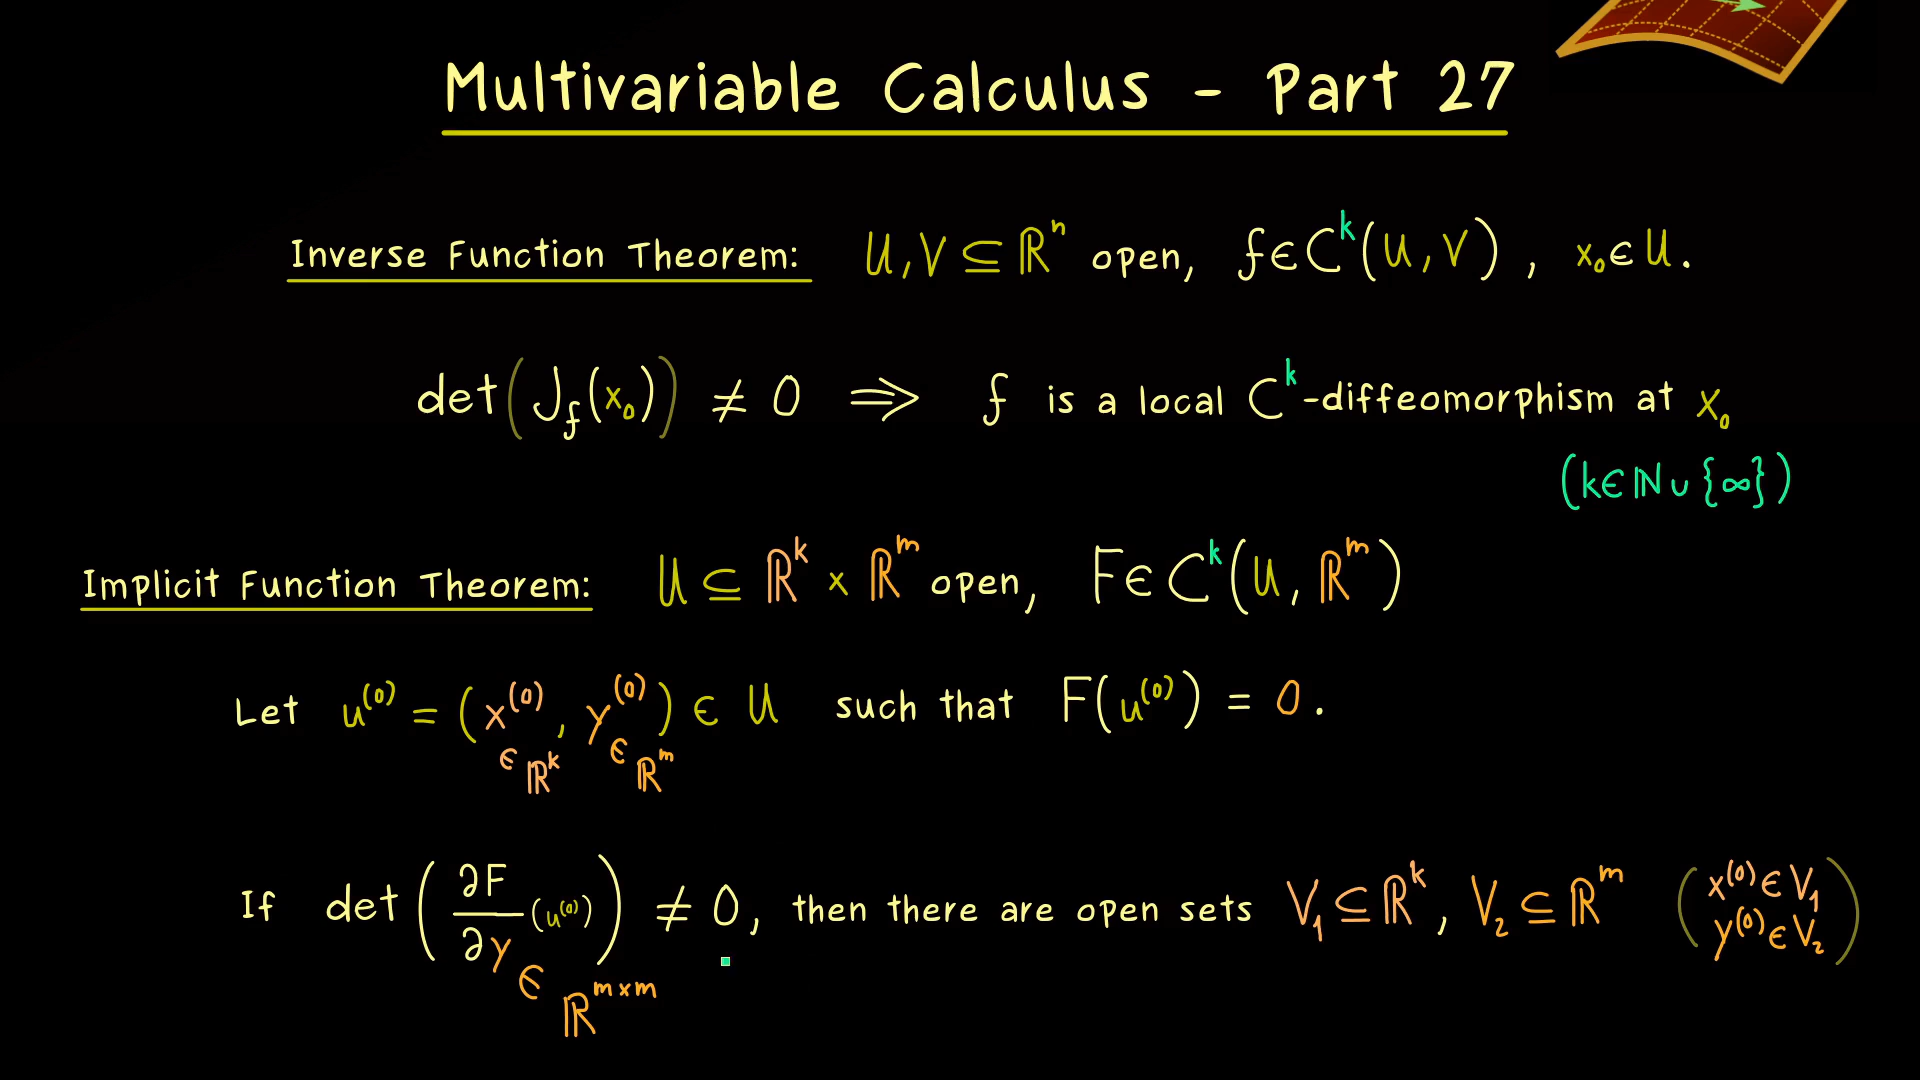 Multivariable Calculus - Part 27
Inverse Function Theorem: U, V ⊆ ℝⁿ open, f ∈ Cᵏ(U, V), x₀ ∈ U.
det(J_f(x₀)) ≠ 0 ⟹ f is a local Cᵏ-diffeomorphism at x₀
(k ∈ ℕ ∪ {∞})
Implicit Function Theorem: U ⊆ ℝᵏ × ℝᵐ open, F ∈ Cᵏ(U, ℝᵐ)
Let u⁽⁰⁾ = (x⁽⁰⁾, y⁽⁰⁾) ∈ U such that F(u⁽⁰⁾) = 0.
∈ ℝᵏ ∈ ℝᵐ
If det(∂F/∂y (u⁽⁰⁾)) ≠ 0, then there are open sets V₁ ⊆ ℝᵏ, V₂ ⊆ ℝᵐ (x⁽⁰⁾ ∈ V₁ y⁽⁰⁾ ∈ V₂)
∈ ℝᵐˣᵐ